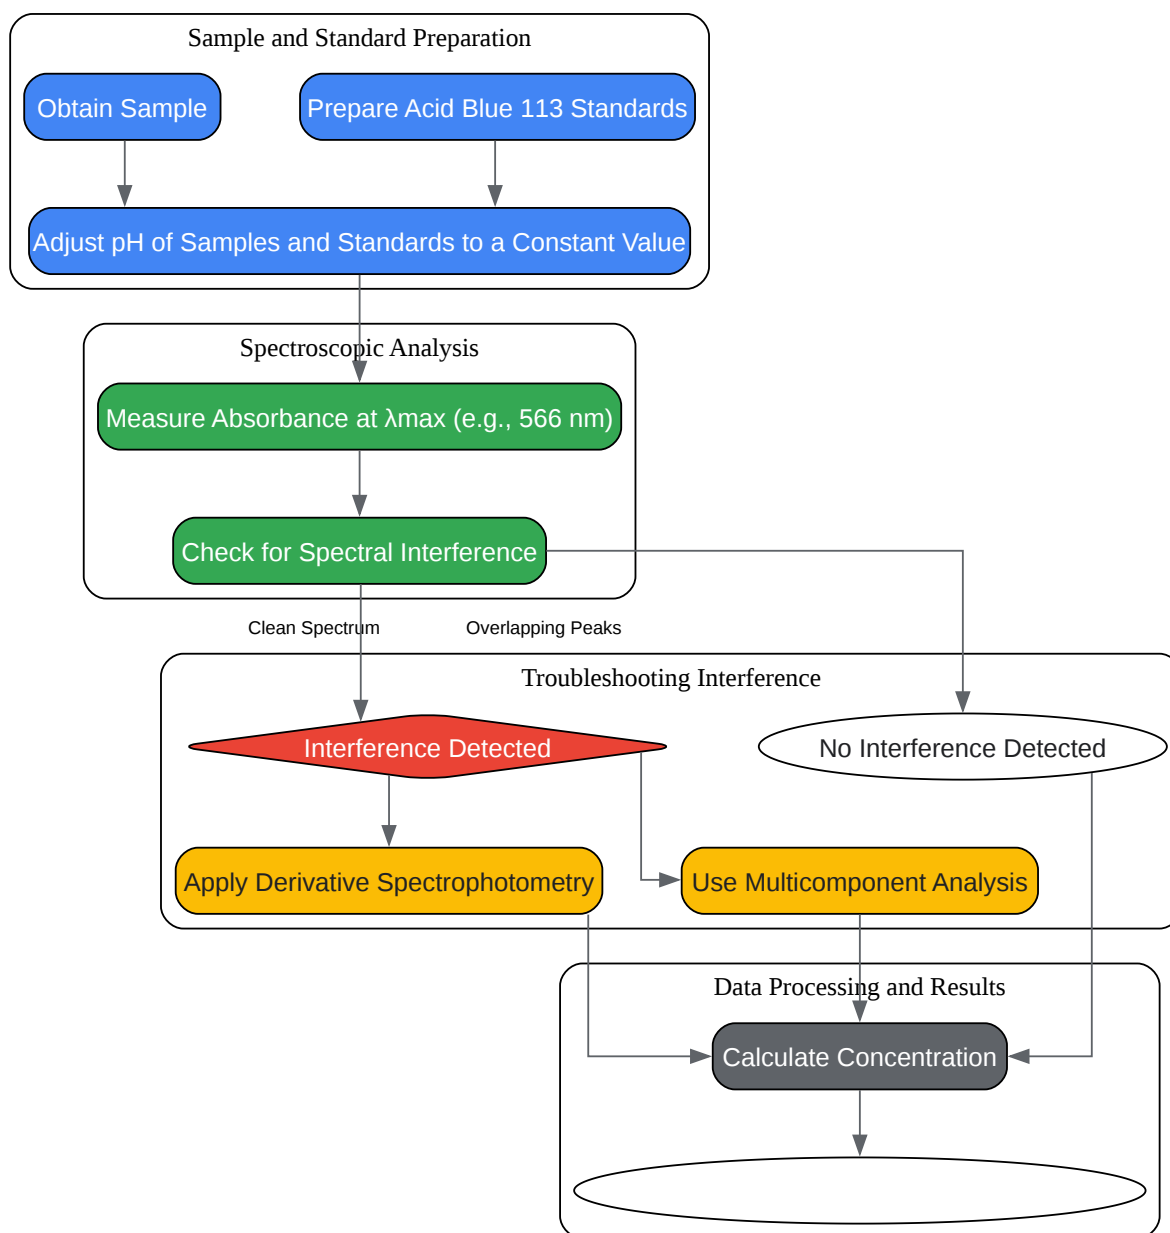 Sample and Standard Preparation
Obtain Sample
Prepare Acid Blue 113 Standards
Adjust pH of Samples and Standards to a Constant Value
Spectroscopic Analysis
Measure Absorbance at λmax (e.g., 566 nm)
Check for Spectral Interference
Clean Spectrum
Overlapping Peaks
Troubleshooting Interference
Interference Detected
No Interference Detected
Apply Derivative Spectrophotometry
Use Multicomponent Analysis
Data Processing and Results
Calculate Concentration